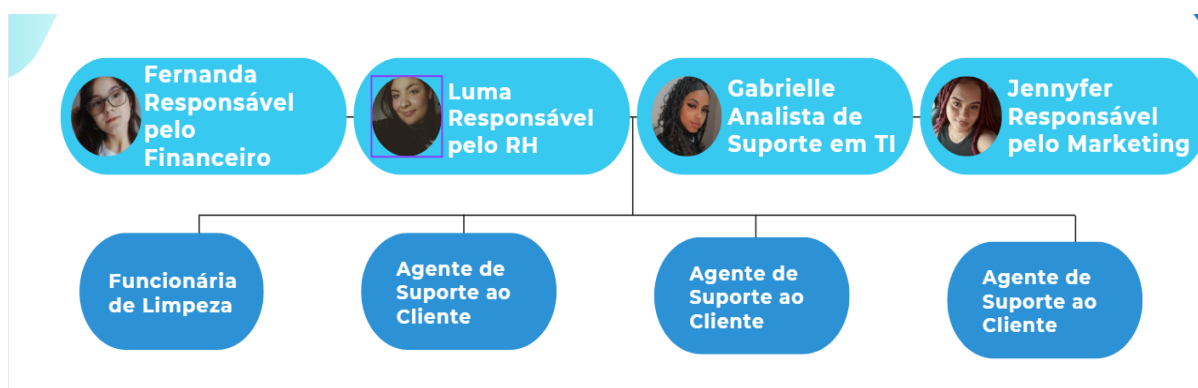 Fernanda
Responsável
pelo
Financeiro
Luma
Responsável
pelo RH
Gabrielle
Analista de
Suporte em TI
Jennyfer
Responsável
pelo Marketing
Funcionária
de Limpeza
Agente de
Suporte ao
Cliente
Agente de
Suporte ao
Cliente
Agente de
Suporte ao
Cliente